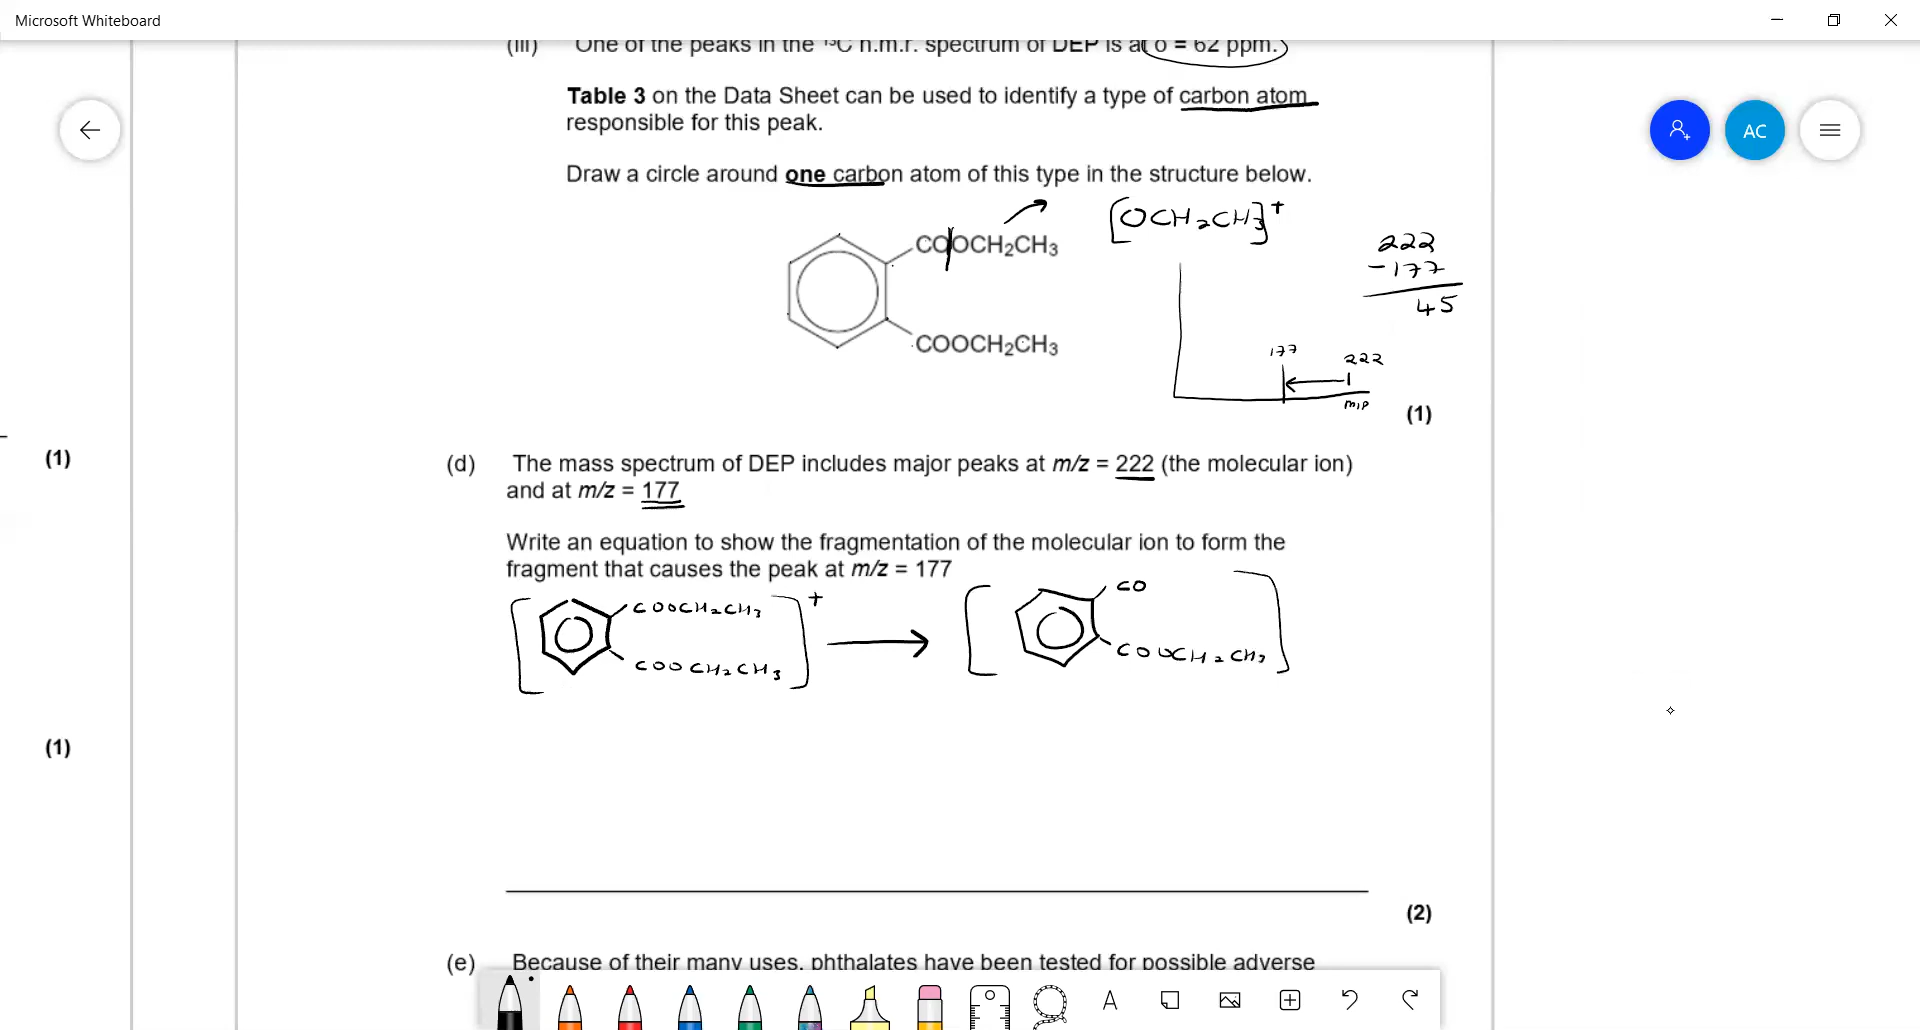 Microsoft Whiteboard
(iii) One of the peaks in the ¹³C n.m.r. spectrum of DEP is at δ = 62 ppm.
Table 3 on the Data Sheet can be used to identify a type of carbon atom
responsible for this peak.
AC
Draw a circle around one carbon atom of this type in the structure below.
[OCH₂CH₃]⁺
COOCH₂CH₃
222
-177
45
COOCH₂CH₃
177
222
mip
(1)
(1)
(d) The mass spectrum of DEP includes major peaks at m/z = 222 (the molecular ion)
and at m/z = 177
Write an equation to show the fragmentation of the molecular ion to form the
fragment that causes the peak at m/z = 177
[COOCH₂CH₃
COOCH₂CH₃]⁺ → [CO
COOCH₂CH₃]
(1)
(2)
(e) Because of their many uses, phthalates have been tested for possible adverse
A